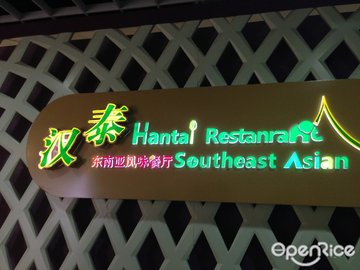 汉泰
Hantai Restanrant
东南亚风味餐厅
Southeast Asian
OpenRice